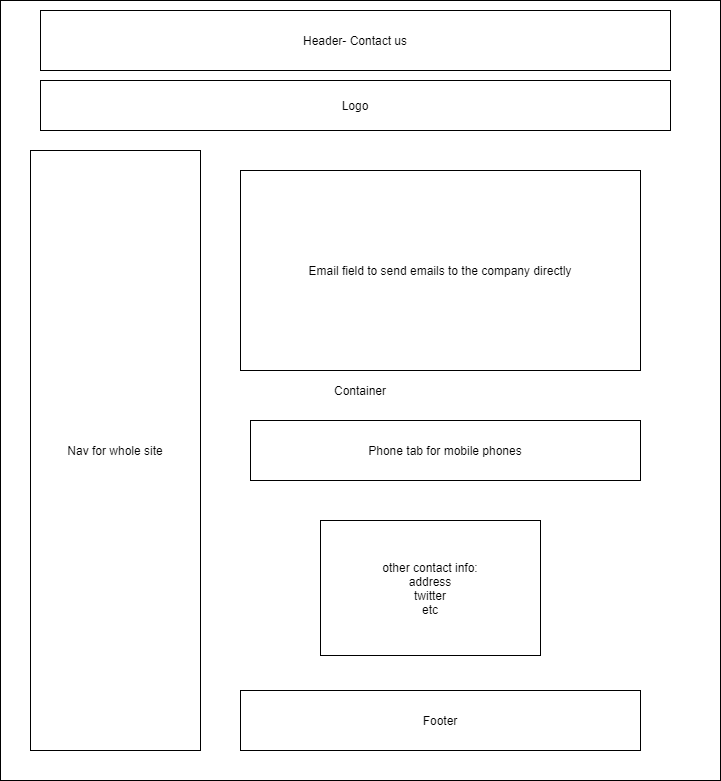 Header- Contact us
Logo
Nav for whole site
Email field to send emails to the company directly
Container
Phone tab for mobile phones
other contact info:
address
twitter
etc
Footer